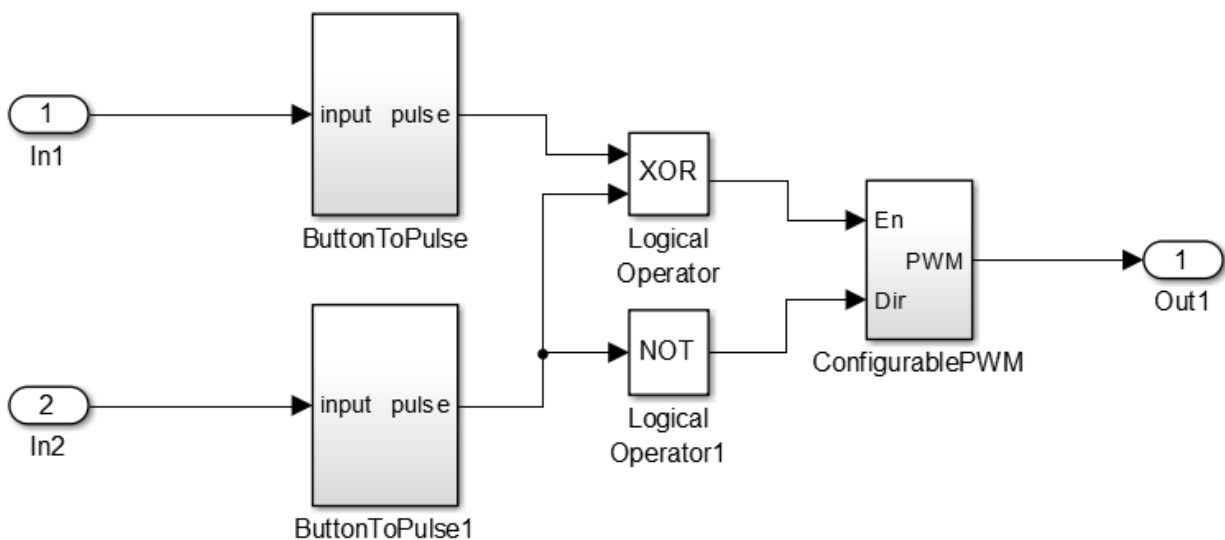 1
In1
input pulse
ButtonToPulse
XOR
Logical
Operator
En
PWM
Dir
ConfigurablePWM
1
Out1
2
In2
input pulse
ButtonToPulse1
NOT
Logical
Operator1